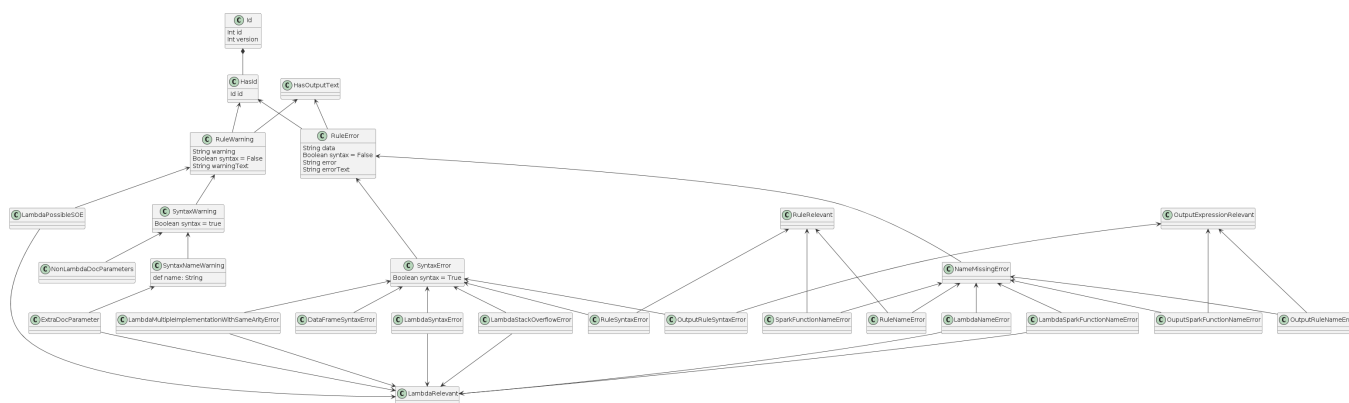 C Id
Int id
Int version
C HasId
Id id
C HasOutputText
C RuleWarning
String warning
Boolean syntax = False
String warningText
C RuleError
String data
Boolean syntax = False
String error
String errorText
C LambdaPossibleSOE
C SyntaxWarning
Boolean syntax = true
C RuleRelevant
C OutputExpressionRelevant
C NonLambdaDocParameters
C SyntaxNameWarning
def name: String
C SyntaxError
Boolean syntax = True
C NameMissingError
C ExtraDocParameter
C LambdaMultipleImplementationWithSameArityError
C DataFrameSyntaxError
C LambdaSyntaxError
C LambdaStackOverflowError
C RuleSyntaxError
C OutputRuleSyntaxError
C SparkFunctionNameError
C RuleNameError
C LambdaNameError
C LambdaSparkFunctionNameError
C OuputSparkFunctionNameError
C OutputRuleNameErr
C LambdaRelevant